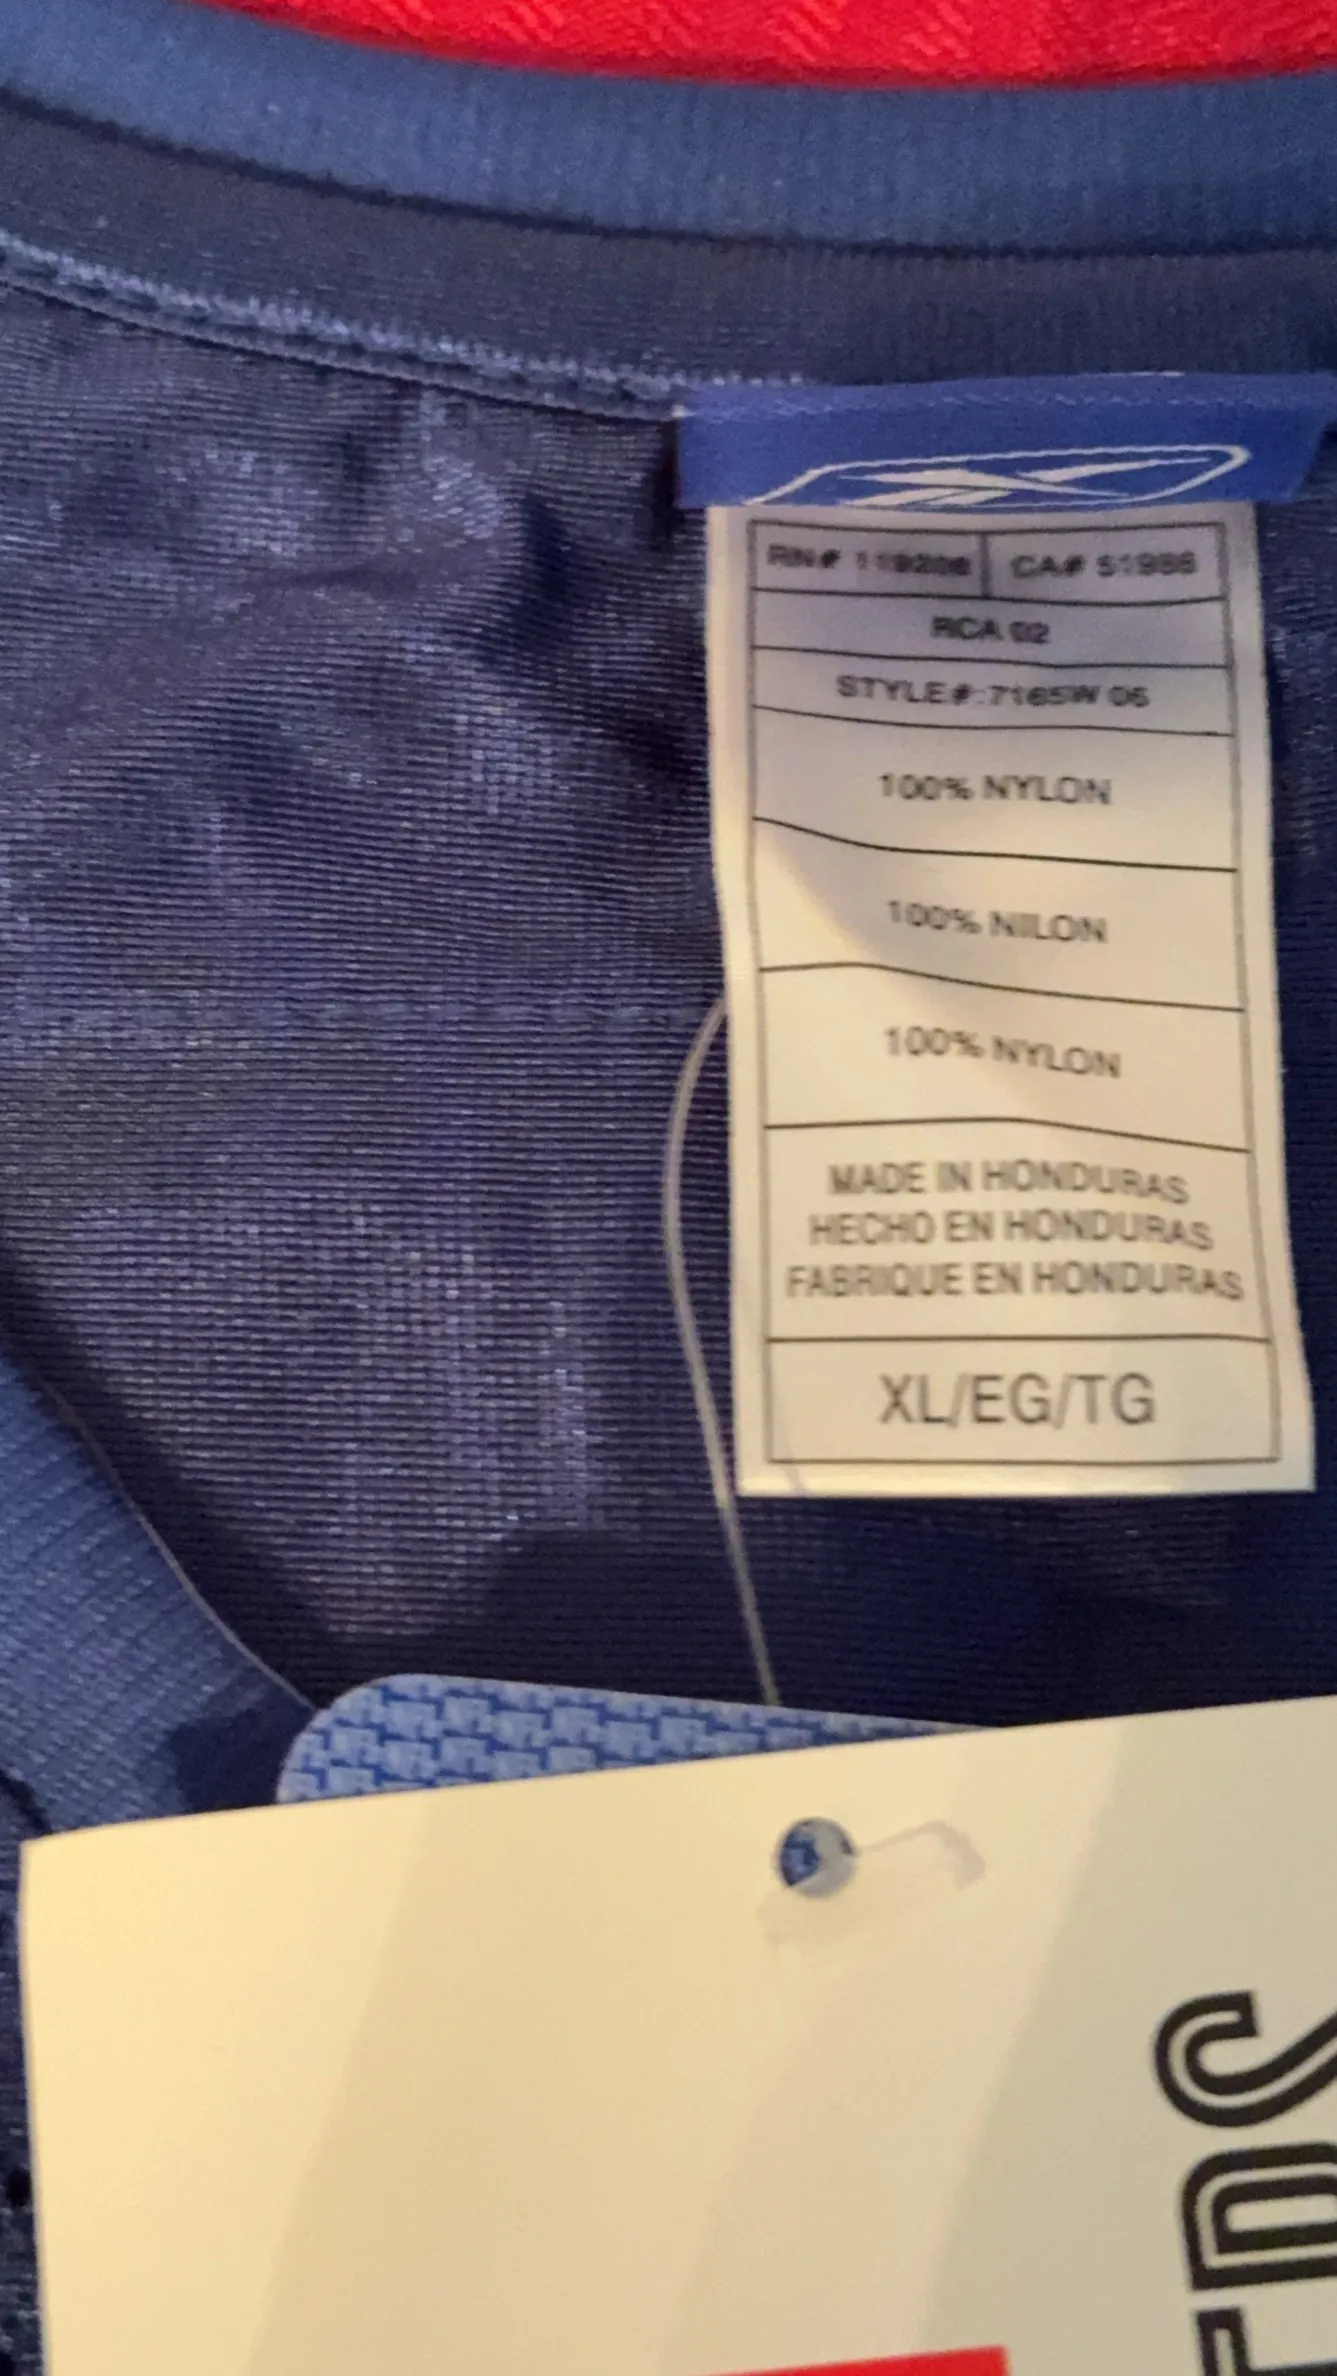 RN# 119208 CA# 51986
RCA 02
STYLE#:7165W 06
100% NYLON
100% NILON
100% NYLON
MADE IN HONDURAS
HECHO EN HONDURAS
FABRIQUE EN HONDURAS
XL/EG/TG